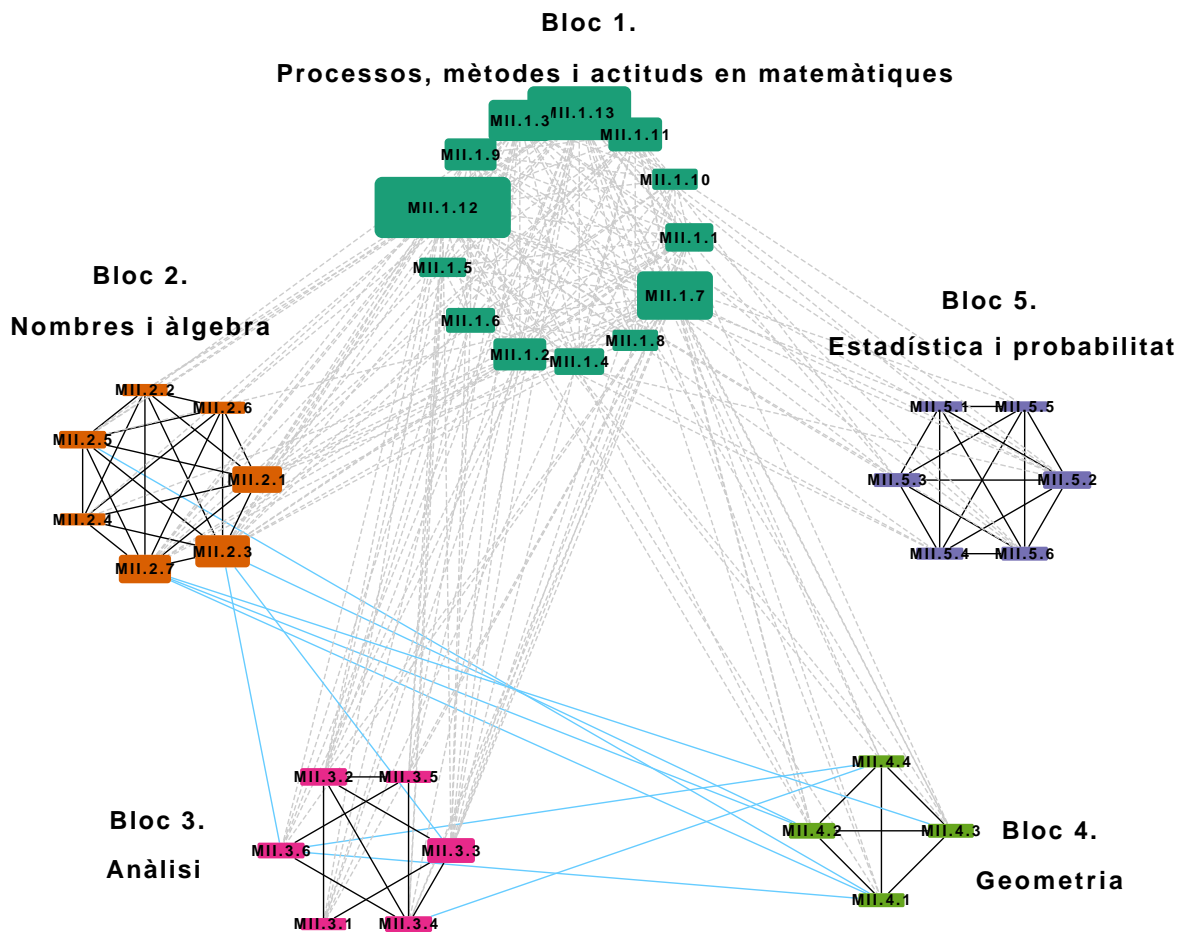 Bloc 1.
Processos, mètodes i actituds en matemàtiques
MII.1.3
MII.1.13
MII.1.11
MII.1.9
MII.1.10
MII.1.12
MII.1.1
MII.1.5
MII.1.7
MII.1.6
MII.1.8
MII.1.2
MII.1.4
Bloc 2.
Nombres i àlgebra
MII.2.2
MII.2.6
MII.2.5
MII.2.1
MII.2.4
MII.2.3
MII.2.7
Bloc 5.
Estadística i probabilitat
MII.5.1
MII.5.5
MII.5.3
MII.5.2
MII.5.4
MII.5.6
Bloc 3.
Anàlisi
MII.3.2
MII.3.5
MII.3.6
MII.3.3
MII.3.1
MII.3.4
MII.4.4
MII.4.2
MII.4.3
MII.4.1
Bloc 4.
Geometria